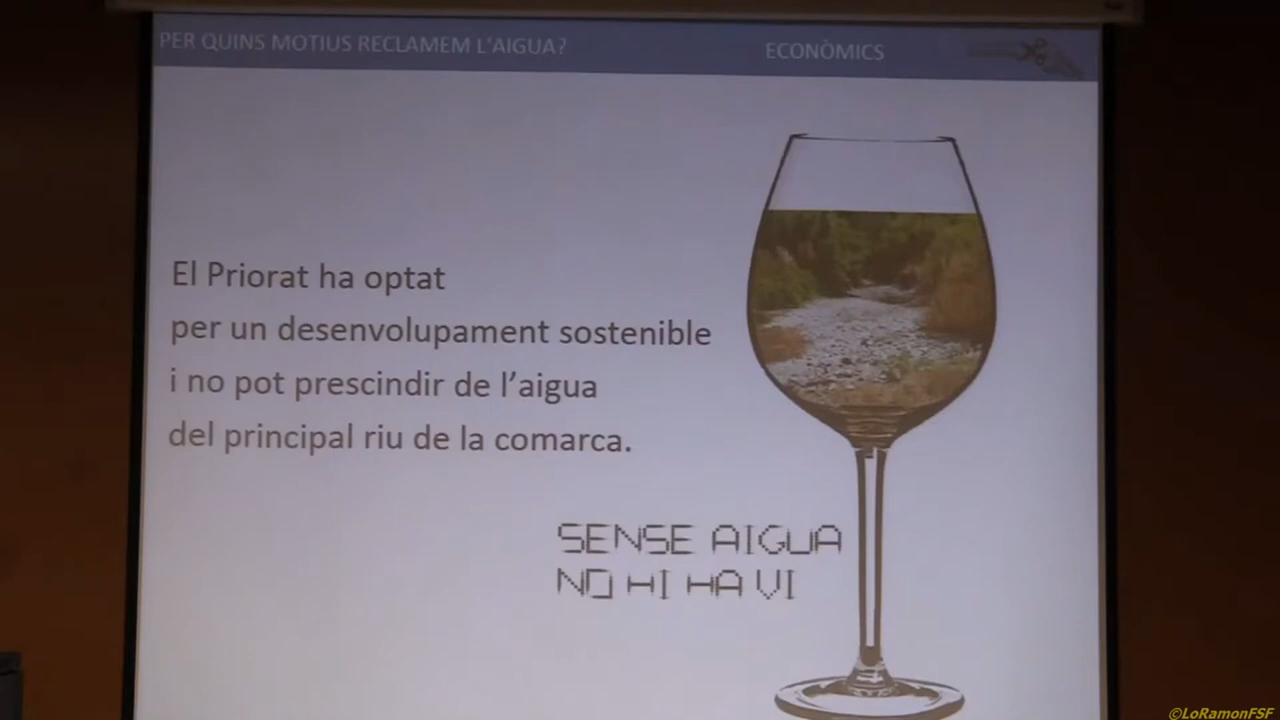 PER QUINS MOTIUS RECLAMEM L'AIGUA?
ECONÒMICS
El Priorat ha optat
per un desenvolupament sostenible
i no pot prescindir de l'aigua
del principal riu de la comarca.
SENSE AIGUA
NO HI HA VI
©LoRamonFSF